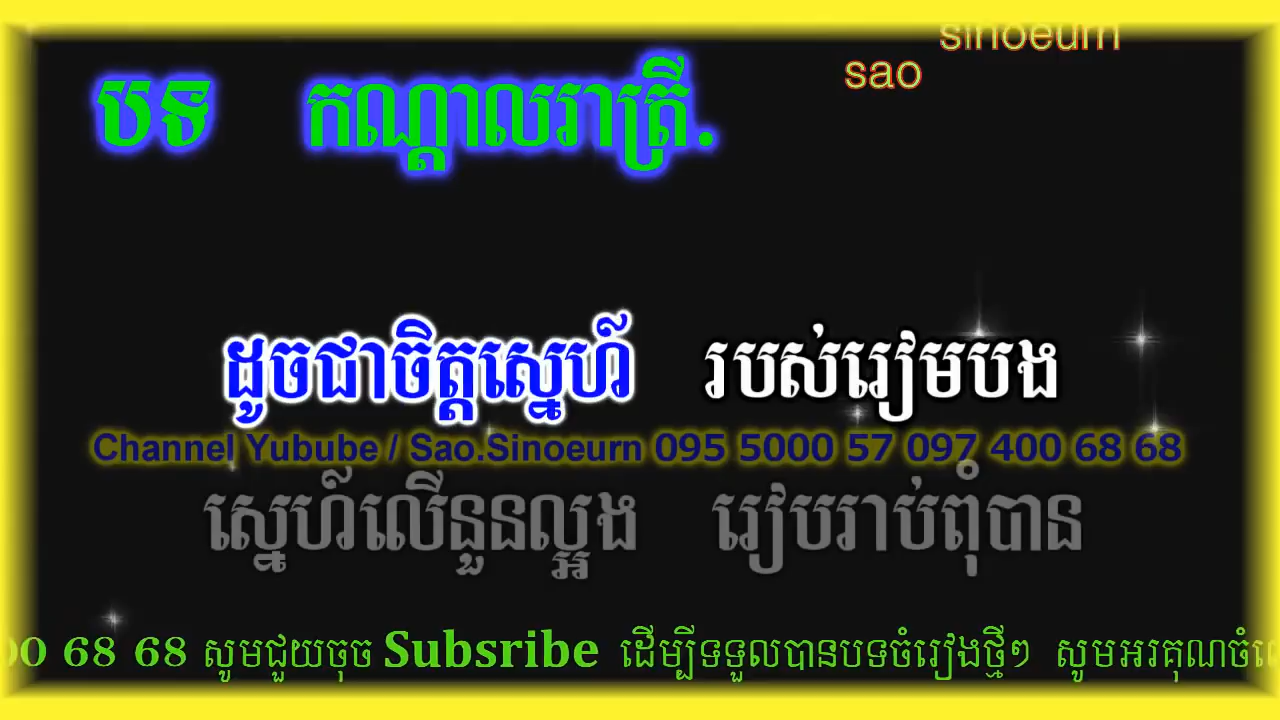 sinoeurn
sao
បទ កណ្ដាលរាត្រី.
ដូចជាចិត្តស្នេហ៍ របស់រៀមបង
Channel Yubube / Sao.Sinoeurn 095 5000 57 097 400 68 68
ស្នេហ៍លើនួនល្អង រៀបរាប់ពុំបាន
00 68 68 សូមជួយចុច Subsribe ដើម្បីទទួលបានបទចំរៀងថ្មីៗ សូមអរគុណ